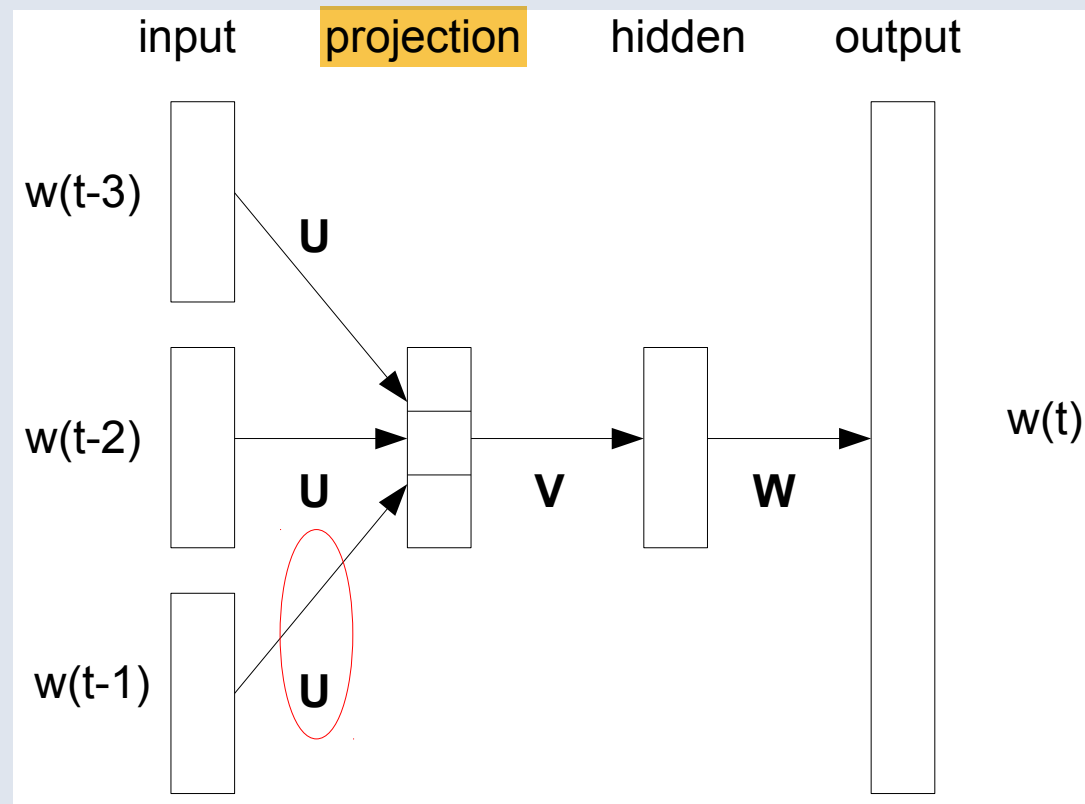 input projection hidden output
w(t-3)
U
w(t-2)
w(t)
U V W
w(t-1)
U